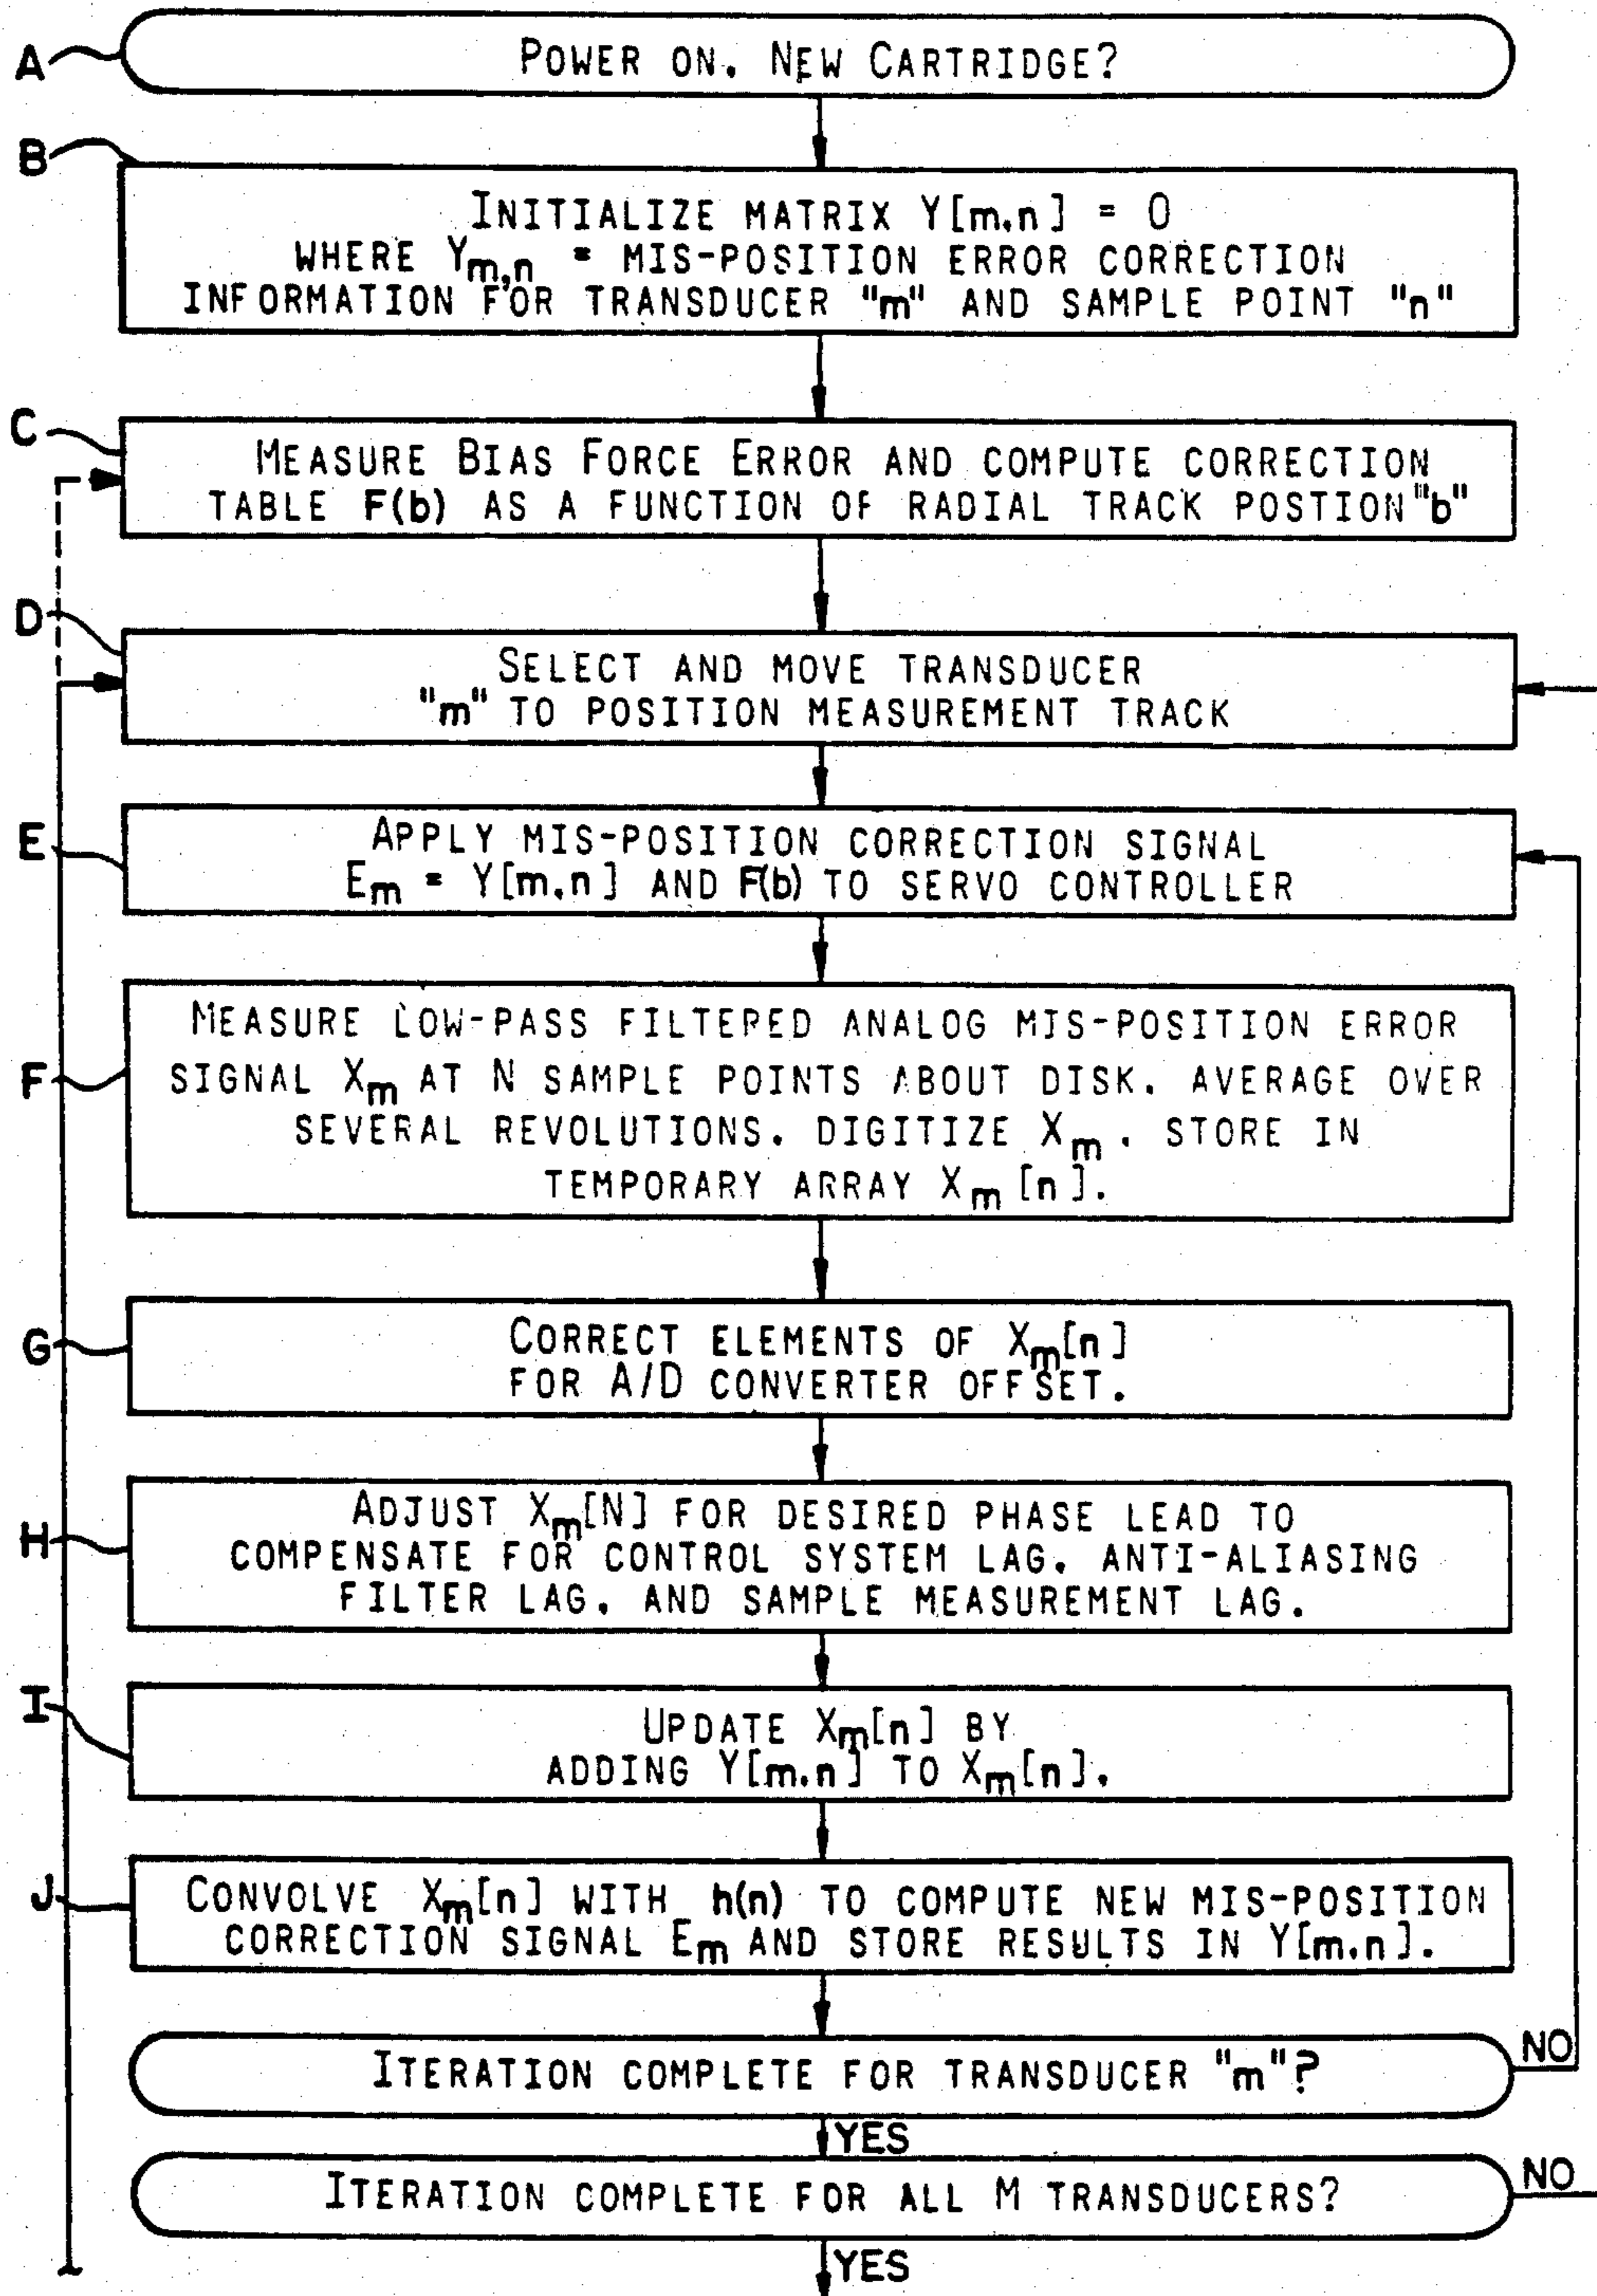 A
POWER ON. NEW CARTRIDGE?
B
INITIALIZE MATRIX Y[m.n] = 0
WHERE Ym,n = MIS-POSITION ERROR CORRECTION
INFORMATION FOR TRANSDUCER "m" AND SAMPLE POINT "n"
C
MEASURE BIAS FORCE ERROR AND COMPUTE CORRECTION
TABLE F(b) AS A FUNCTION OF RADIAL TRACK POSTION "b"
D
SELECT AND MOVE TRANSDUCER
"m" TO POSITION MEASUREMENT TRACK
E
APPLY MIS-POSITION CORRECTION SIGNAL
Em = Y[m.n] AND F(b) TO SERVO CONTROLLER
F
MEASURE LOW-PASS FILTERED ANALOG MIS-POSITION ERROR
SIGNAL Xm AT N SAMPLE POINTS ABOUT DISK. AVERAGE OVER
SEVERAL REVOLUTIONS. DIGITIZE Xm. STORE IN
TEMPORARY ARRAY Xm [n].
G
CORRECT ELEMENTS OF Xm[n]
FOR A/D CONVERTER OFFSET.
H
ADJUST Xm[N] FOR DESIRED PHASE LEAD TO
COMPENSATE FOR CONTROL SYSTEM LAG. ANTI-ALIASING
FILTER LAG. AND SAMPLE MEASUREMENT LAG.
I
UPDATE Xm[n] BY
ADDING Y[m.n] TO Xm[n].
J
CONVOLVE Xm[n] WITH h(n) TO COMPUTE NEW MIS-POSITION
CORRECTION SIGNAL Em AND STORE RESULTS IN Y[m.n].
ITERATION COMPLETE FOR TRANSDUCER "m"?
NO
YES
ITERATION COMPLETE FOR ALL M TRANSDUCERS?
NO
YES